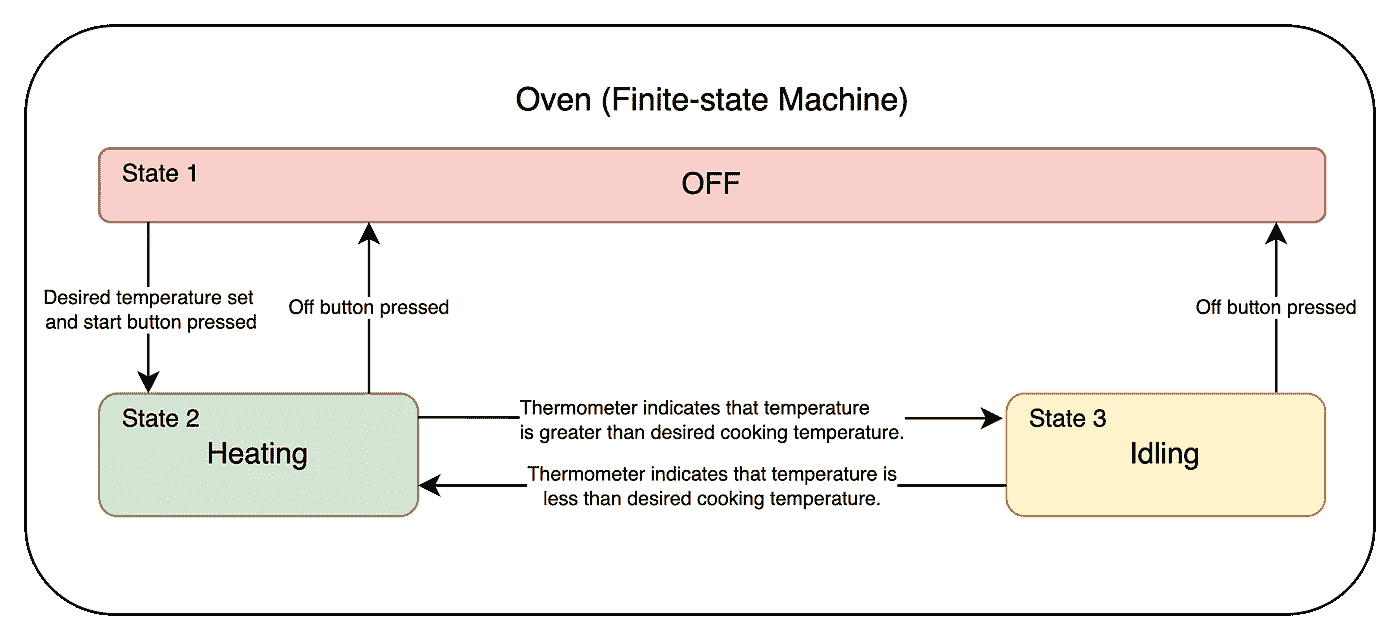 Oven (Finite-state Machine)
State 1
OFF
Desired temperature set
and start button pressed
Off button pressed
Off button pressed
State 2
Heating
Thermometer indicates that temperature
is greater than desired cooking temperature.
Thermometer indicates that temperature is
less than desired cooking temperature.
State 3
Idling